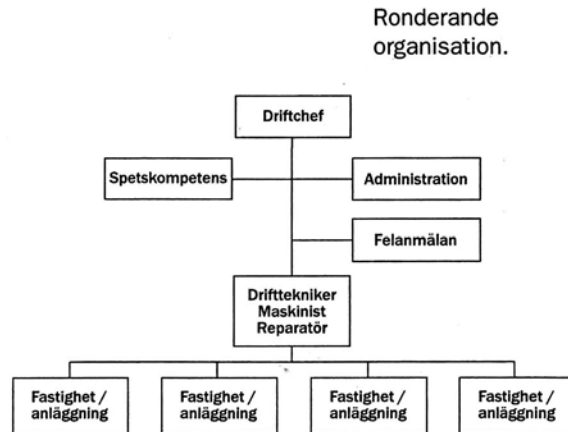 Ronderande
organisation.
Driftchef
Spetskompetens
Administration
Felanmälan
Drifttekniker
Maskinist
Reparatör
Fastighet /
anläggning
Fastighet /
anläggning
Fastighet /
anläggning
Fastighet /
anläggning